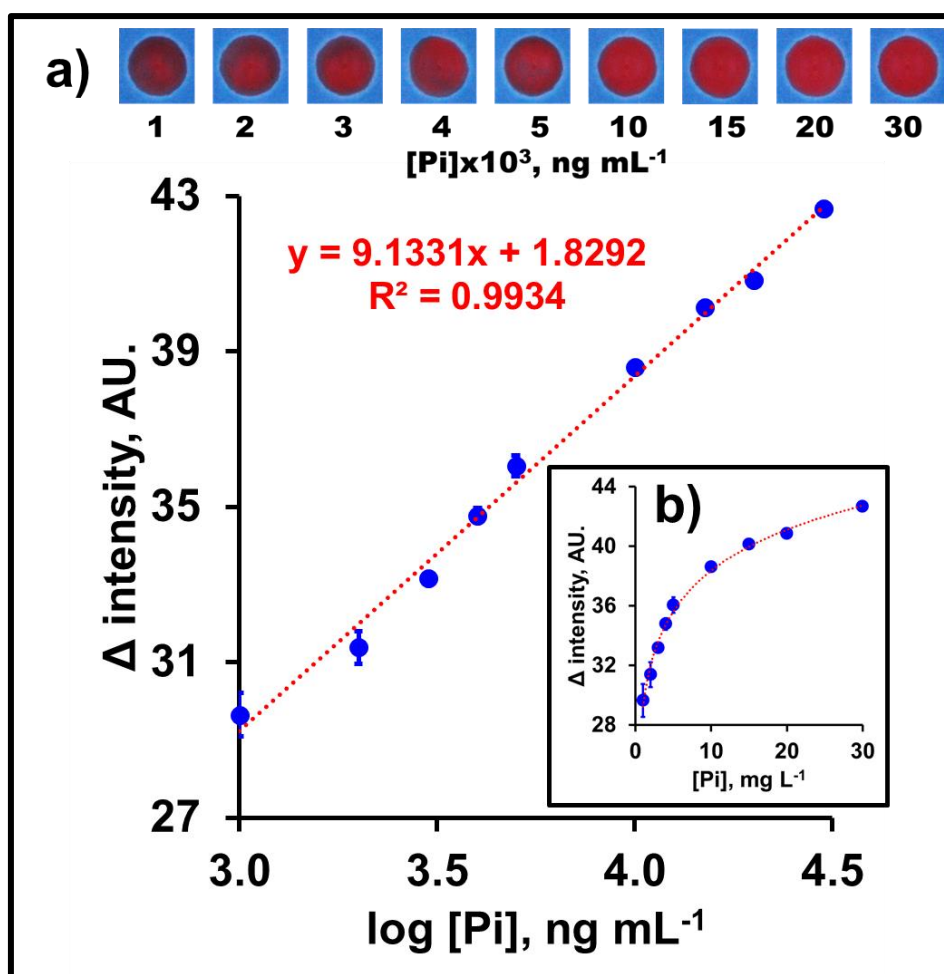 a)
1 2 3 4 5 10 15 20 30
[Pi]x10³, ng mL⁻¹
43
y = 9.1331x + 1.8292
R² = 0.9934
39
Δ intensity, AU.
35
31
27
3.0 3.5 4.0 4.5
log [Pi], ng mL⁻¹
b)
44
40
Δ intensity, AU.
36
32
28
0 10 20 30
[Pi], mg L⁻¹